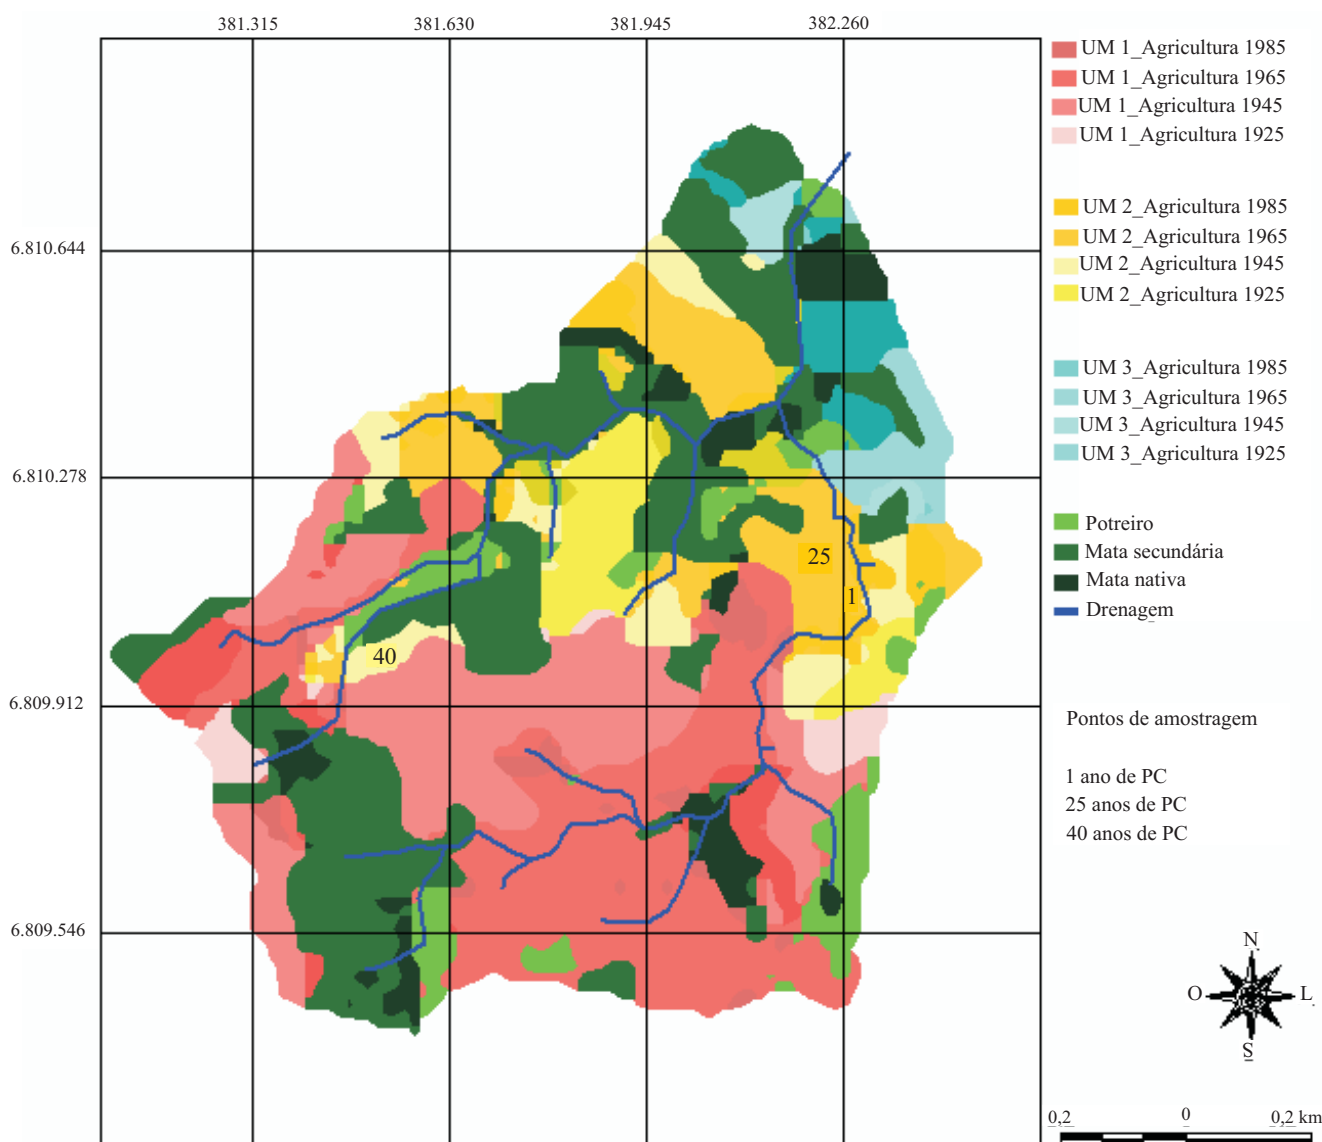 381.315 381.630 381.945 382.260
UM 1_Agricultura 1985
UM 1_Agricultura 1965
UM 1_Agricultura 1945
UM 1_Agricultura 1925
UM 2_Agricultura 1985
UM 2_Agricultura 1965
UM 2_Agricultura 1945
UM 2_Agricultura 1925
UM 3_Agricultura 1985
UM 3_Agricultura 1965
UM 3_Agricultura 1945
UM 3_Agricultura 1925
Potreiro
Mata secundária
Mata nativa
Drenagem
6.810.644
6.810.278
6.809.912
6.809.546
25
1
40
Pontos de amostragem
1 ano de PC
25 anos de PC
40 anos de PC
N
O L
S
0,2 0 0,2 km